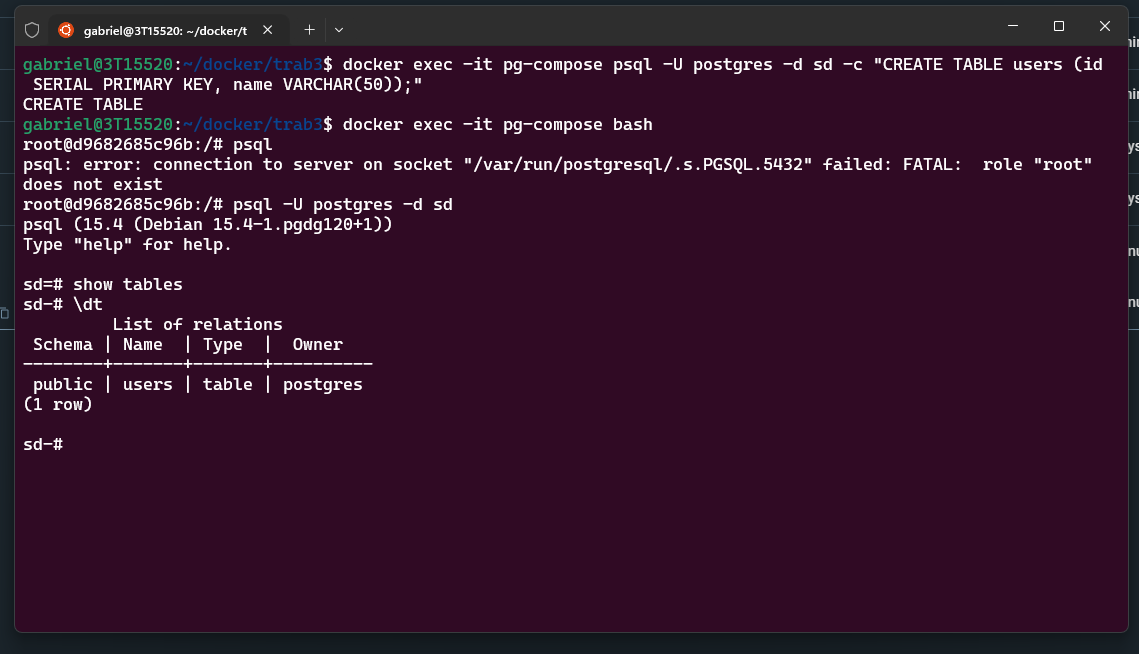 gabriel@3T15520: ~/docker/t
gabriel@3T15520:~/docker/trab3$ docker exec -it pg-compose psql -U postgres -d sd -c "CREATE TABLE users (id
 SERIAL PRIMARY KEY, name VARCHAR(50));"
CREATE TABLE
gabriel@3T15520:~/docker/trab3$ docker exec -it pg-compose bash
root@d9682685c96b:/# psql
psql: error: connection to server on socket "/var/run/postgresql/.s.PGSQL.5432" failed: FATAL:  role "root"
does not exist
root@d9682685c96b:/# psql -U postgres -d sd
psql (15.4 (Debian 15.4-1.pgdg120+1))
Type "help" for help.
sd=# show tables
sd-# \dt
         List of relations
 Schema | Name  | Type  |  Owner
--------+-------+-------+----------
 public | users | table | postgres
(1 row)
sd-#